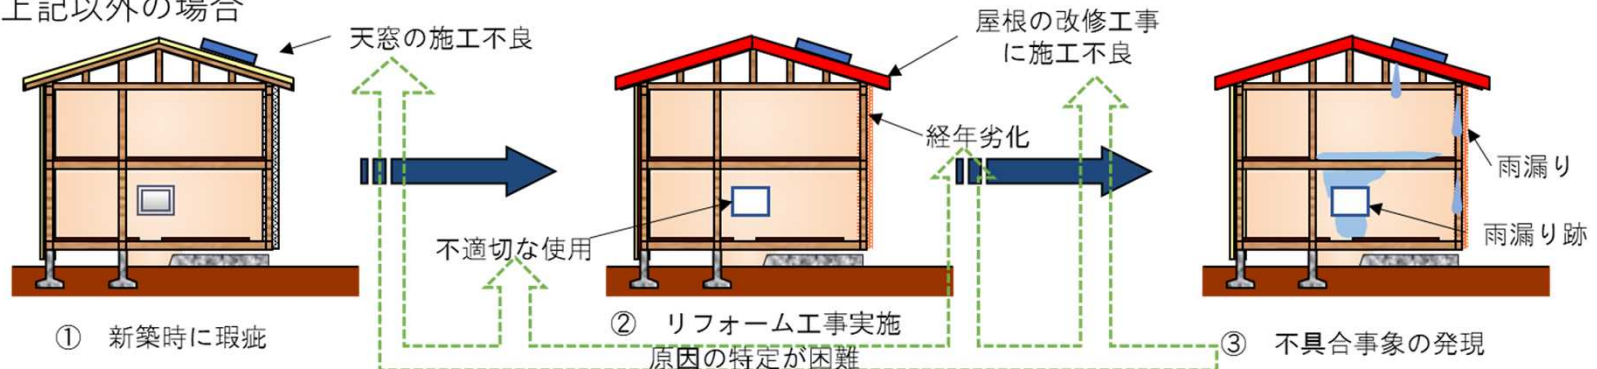 上記以外の場合
天窓の施工不良
屋根の改修工事
に施工不良
経年劣化
雨漏り
不適切な使用
雨漏り跡
① 新築時に瑕疵
② リフォーム工事実施
原因の特定が困難
③ 不具合事象の発現